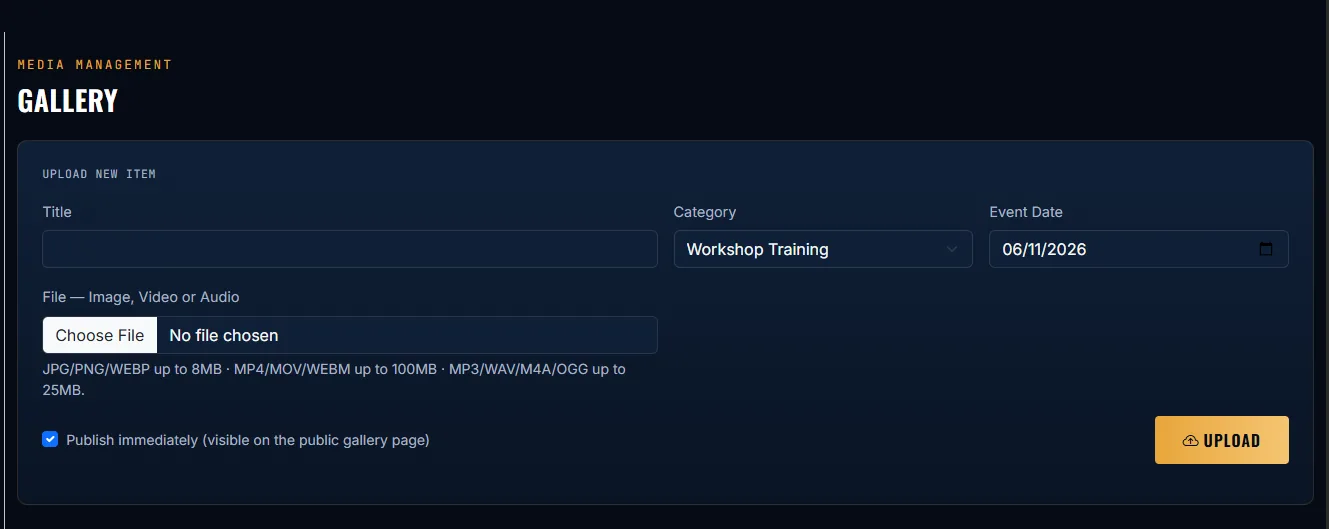 MEDIA MANAGEMENT
GALLERY
UPLOAD NEW ITEM
Title
Category
Event Date
Workshop Training
06/11/2026
File — Image, Video or Audio
Choose File No file chosen
JPG/PNG/WEBP up to 8MB · MP4/MOV/WEBM up to 100MB · MP3/WAV/M4A/OGG up to
25MB.
Publish immediately (visible on the public gallery page)
UPLOAD